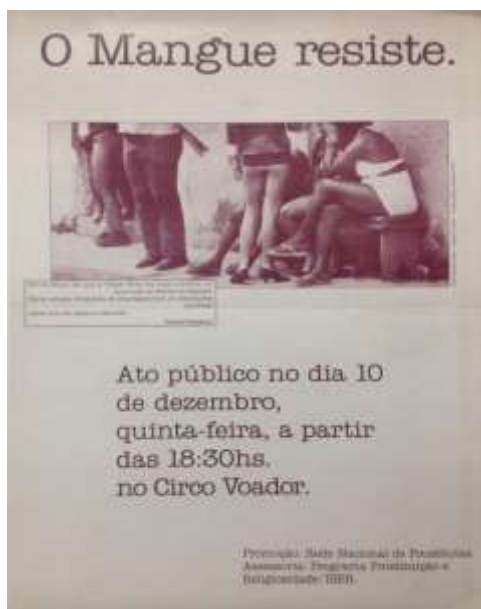 O Mangue resiste.
Ato público no dia 10
de dezembro,
quinta-feira, a partir
das 18:30hs.
no Circo Voador.
Promoção: Rede Nacional de Prostitutas
Assessoria: Programa Prostituição e
Religiosidade/ISER.